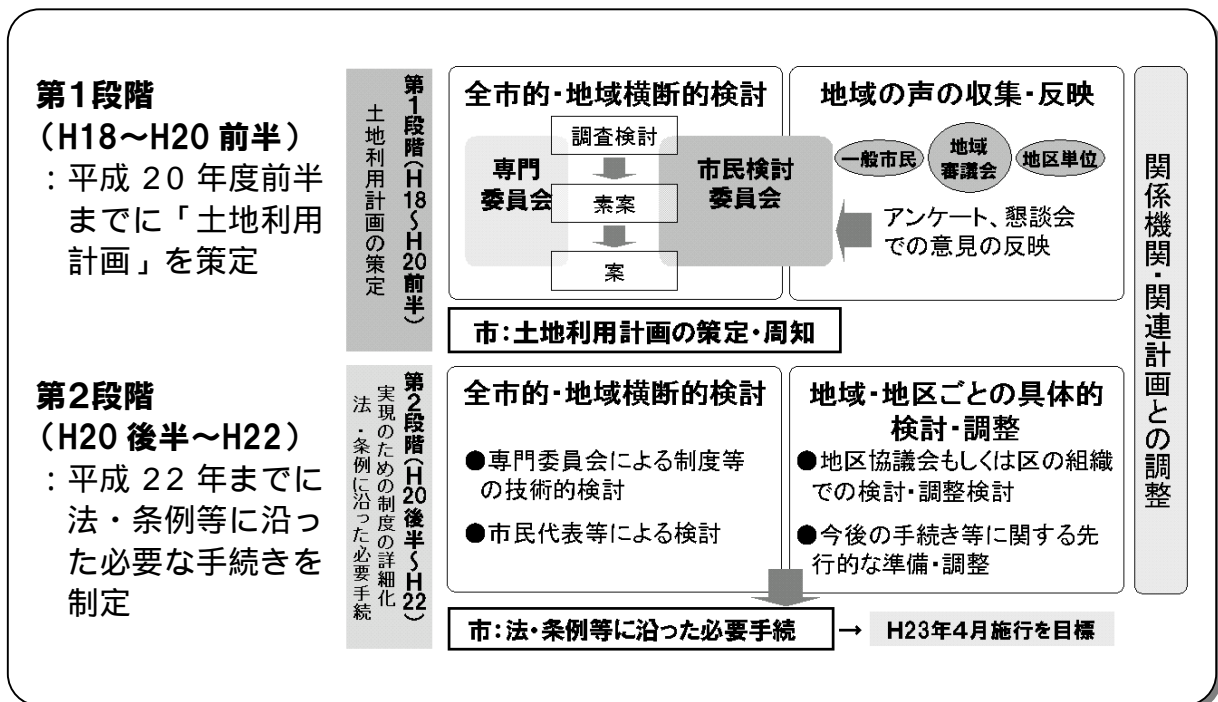 第1段階
（H18～H20 前半）
：平成 20 年度前半
までに「土地利用
計画」を策定
第1段階（H18～H20前半）
土地利用計画の策定
全市的・地域横断的検討
調査検討
専門
委員会
素案
市民検討
委員会
案
地域の声の収集・反映
一般市民
地域
審議会
地区単位
アンケート、懇談会
での意見の反映
市：土地利用計画の策定・周知
第2段階
（H20 後半～H22）
：平成 22 年までに
法・条例等に沿っ
た必要な手続きを
制定
第2段階（H20後半～H22）
実現のための制度の詳細化
法・条例に沿った必要手続
全市的・地域横断的検討
●専門委員会による制度等
の技術的検討
●市民代表等による検討
地域・地区ごとの具体的
検討・調整
●地区協議会もしくは区の組織
での検討・調整検討
●今後の手続き等に関する先
行的な準備・調整
市：法・条例等に沿った必要手続
→ H23年4月施行を目標
関係機関・関連計画との調整